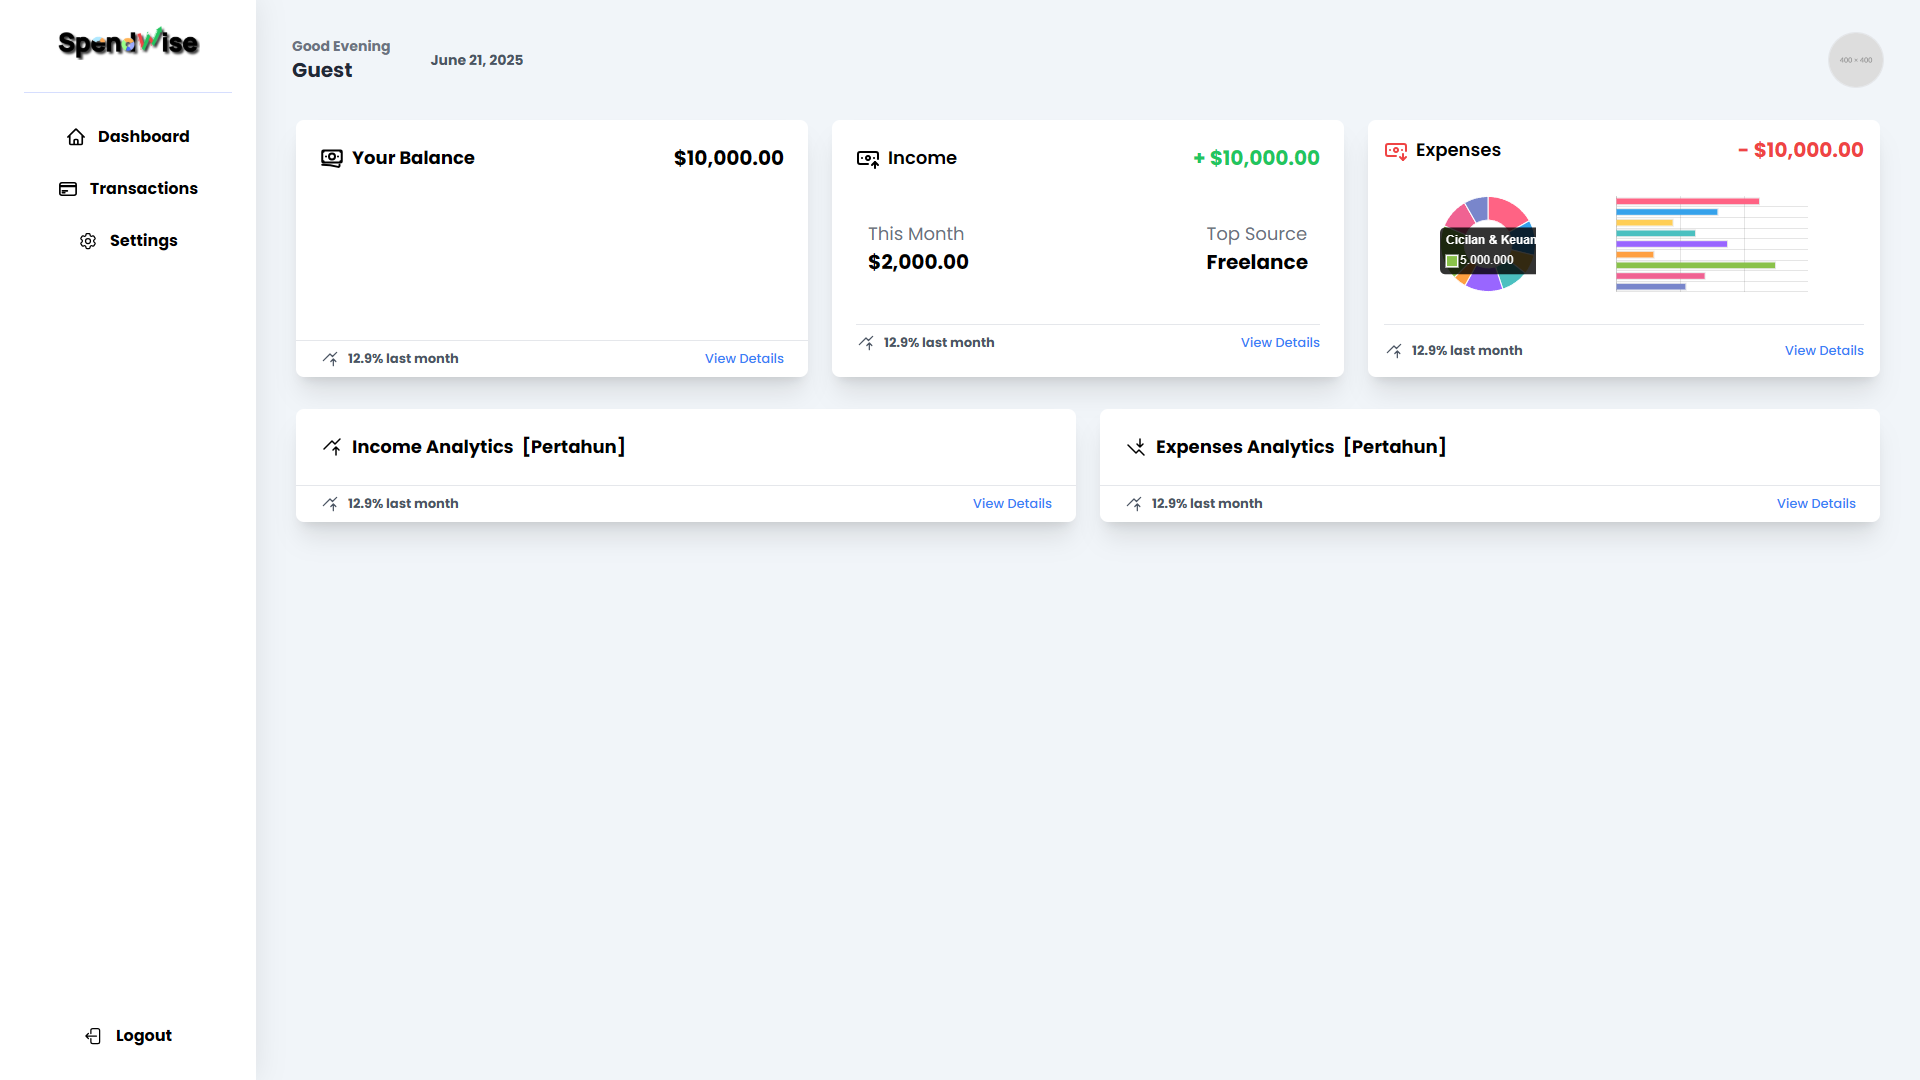 SpendWise
Dashboard
Transactions
Settings
Logout
Good Evening
Guest
June 21, 2025
400 × 400
Your Balance
$10,000.00
12.9% last month
View Details
Income
+ $10,000.00
This Month
$2,000.00
Top Source
Freelance
12.9% last month
View Details
Expenses
- $10,000.00
Cicilan & Keuan
5.000.000
12.9% last month
View Details
Income Analytics [Pertahun]
12.9% last month
View Details
Expenses Analytics [Pertahun]
12.9% last month
View Details